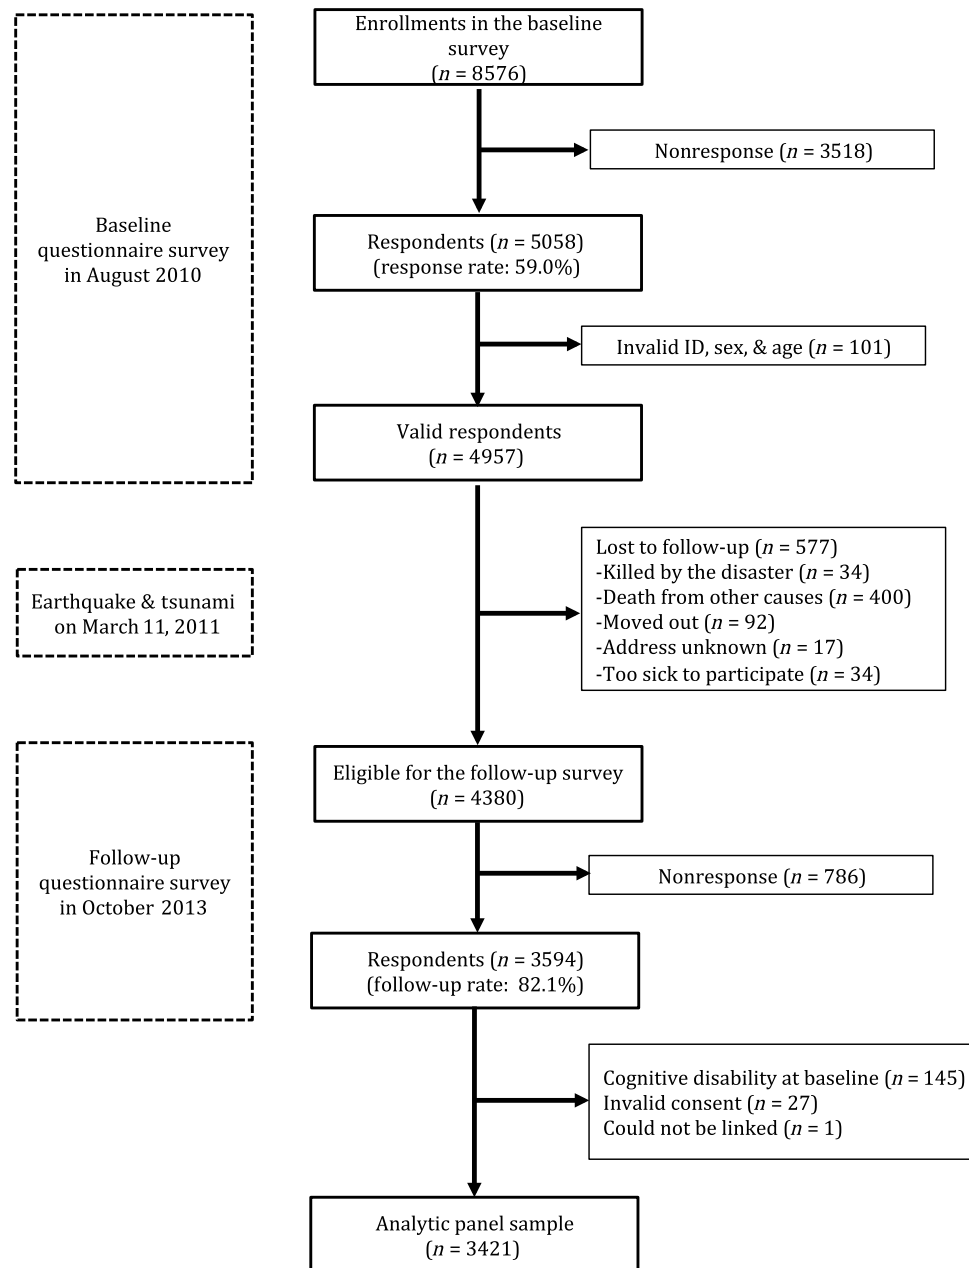 Enrollments in the baseline
survey
(n = 8576)
Nonresponse (n = 3518)
Baseline
questionnaire survey
in August 2010
Respondents (n = 5058)
(response rate: 59.0%)
Invalid ID, sex, & age (n = 101)
Valid respondents
(n = 4957)
Earthquake & tsunami
on March 11, 2011
Lost to follow-up (n = 577)
-Killed by the disaster (n = 34)
-Death from other causes (n = 400)
-Moved out (n = 92)
-Address unknown (n = 17)
-Too sick to participate (n = 34)
Eligible for the follow-up survey
(n = 4380)
Follow-up
questionnaire survey
in October 2013
Nonresponse (n = 786)
Respondents (n = 3594)
(follow-up rate: 82.1%)
Cognitive disability at baseline (n = 145)
Invalid consent (n = 27)
Could not be linked (n = 1)
Analytic panel sample
(n = 3421)